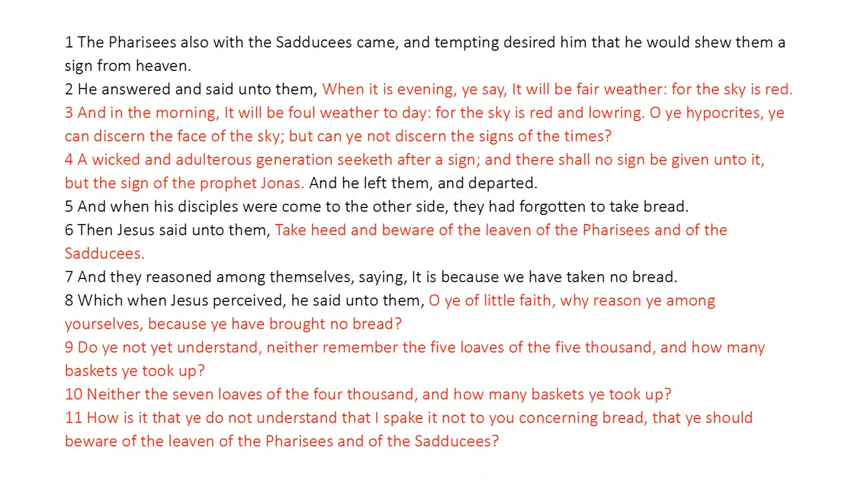 1 The Pharisees also with the Sadducees came, and tempting desired him that he would shew them a
sign from heaven.
2 He answered and said unto them, When it is evening, ye say, It will be fair weather: for the sky is red.
3 And in the morning, It will be foul weather to day: for the sky is red and lowring. O ye hypocrites, ye
can discern the face of the sky; but can ye not discern the signs of the times?
4 A wicked and adulterous generation seeketh after a sign; and there shall no sign be given unto it,
but the sign of the prophet Jonas. And he left them, and departed.
5 And when his disciples were come to the other side, they had forgotten to take bread.
6 Then Jesus said unto them, Take heed and beware of the leaven of the Pharisees and of the
Sadducees.
7 And they reasoned among themselves, saying, It is because we have taken no bread.
8 Which when Jesus perceived, he said unto them, O ye of little faith, why reason ye among
yourselves, because ye have brought no bread?
9 Do ye not yet understand, neither remember the five loaves of the five thousand, and how many
baskets ye took up?
10 Neither the seven loaves of the four thousand, and how many baskets ye took up?
11 How is it that ye do not understand that I spake it not to you concerning bread, that ye should
beware of the leaven of the Pharisees and of the Sadducees?